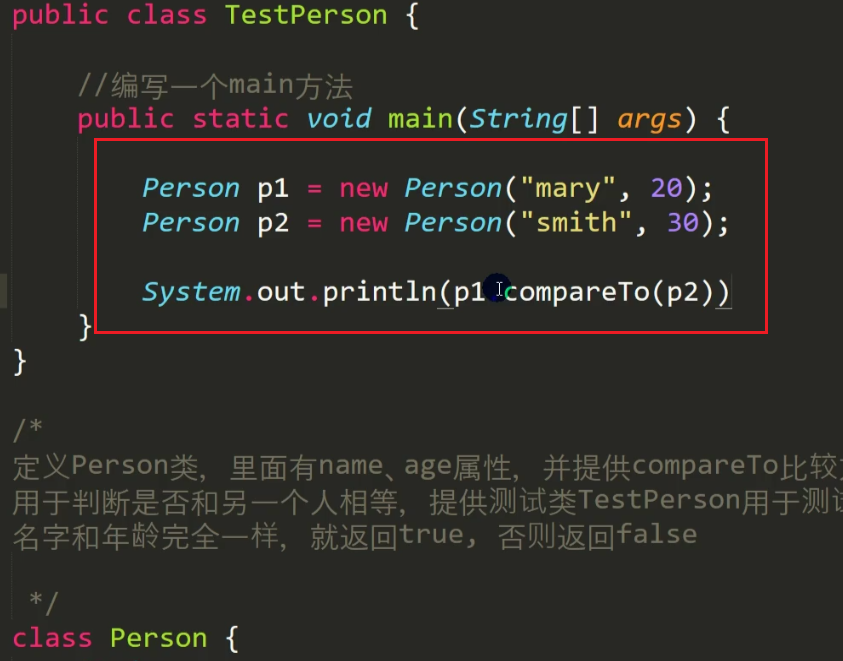 public class TestPerson {
//编写一个main方法
public static void main(String[] args) {
Person p1 = new Person("mary", 20);
Person p2 = new Person("smith", 30);
System.out.println(p1 compareTo(p2))
}
}
/*
定义Person类, 里面有name、age属性, 并提供compareTo比较
用于判断是否和另一个人相等, 提供测试类TestPerson用于测试
名字和年龄完全一样, 就返回true, 否则返回false
*/
class Person {